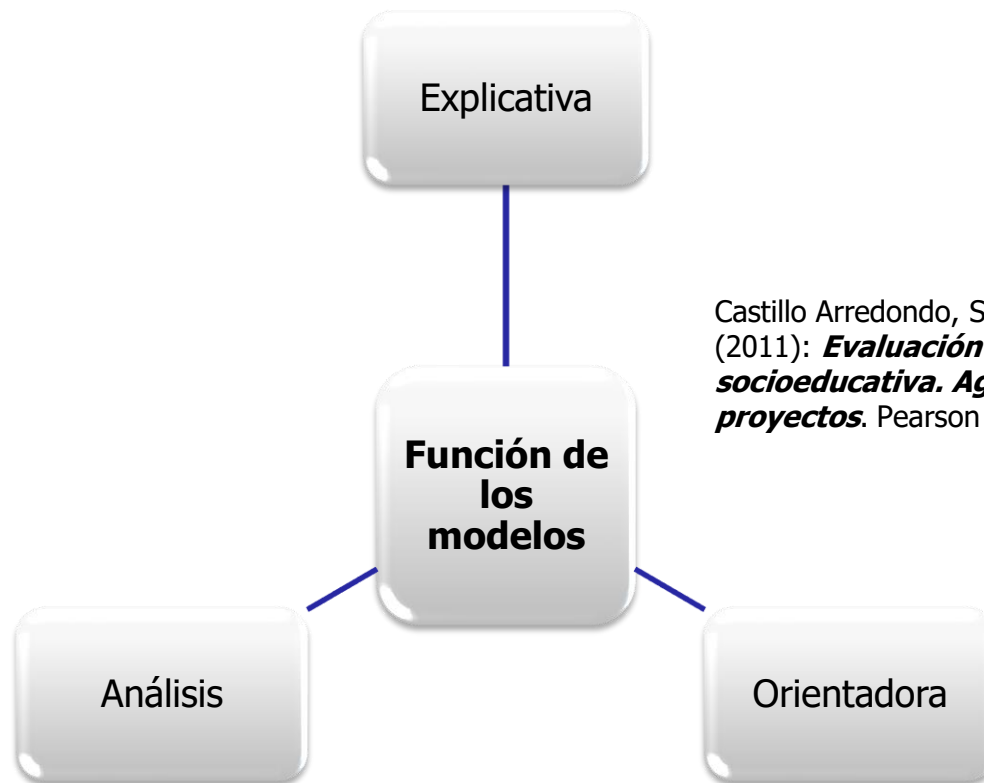 Explicativa
Castillo Arredondo, S
(2011): Evaluación
socioeducativa. Ag
proyectos. Pearson
Función de
los
modelos
Análisis
Orientadora